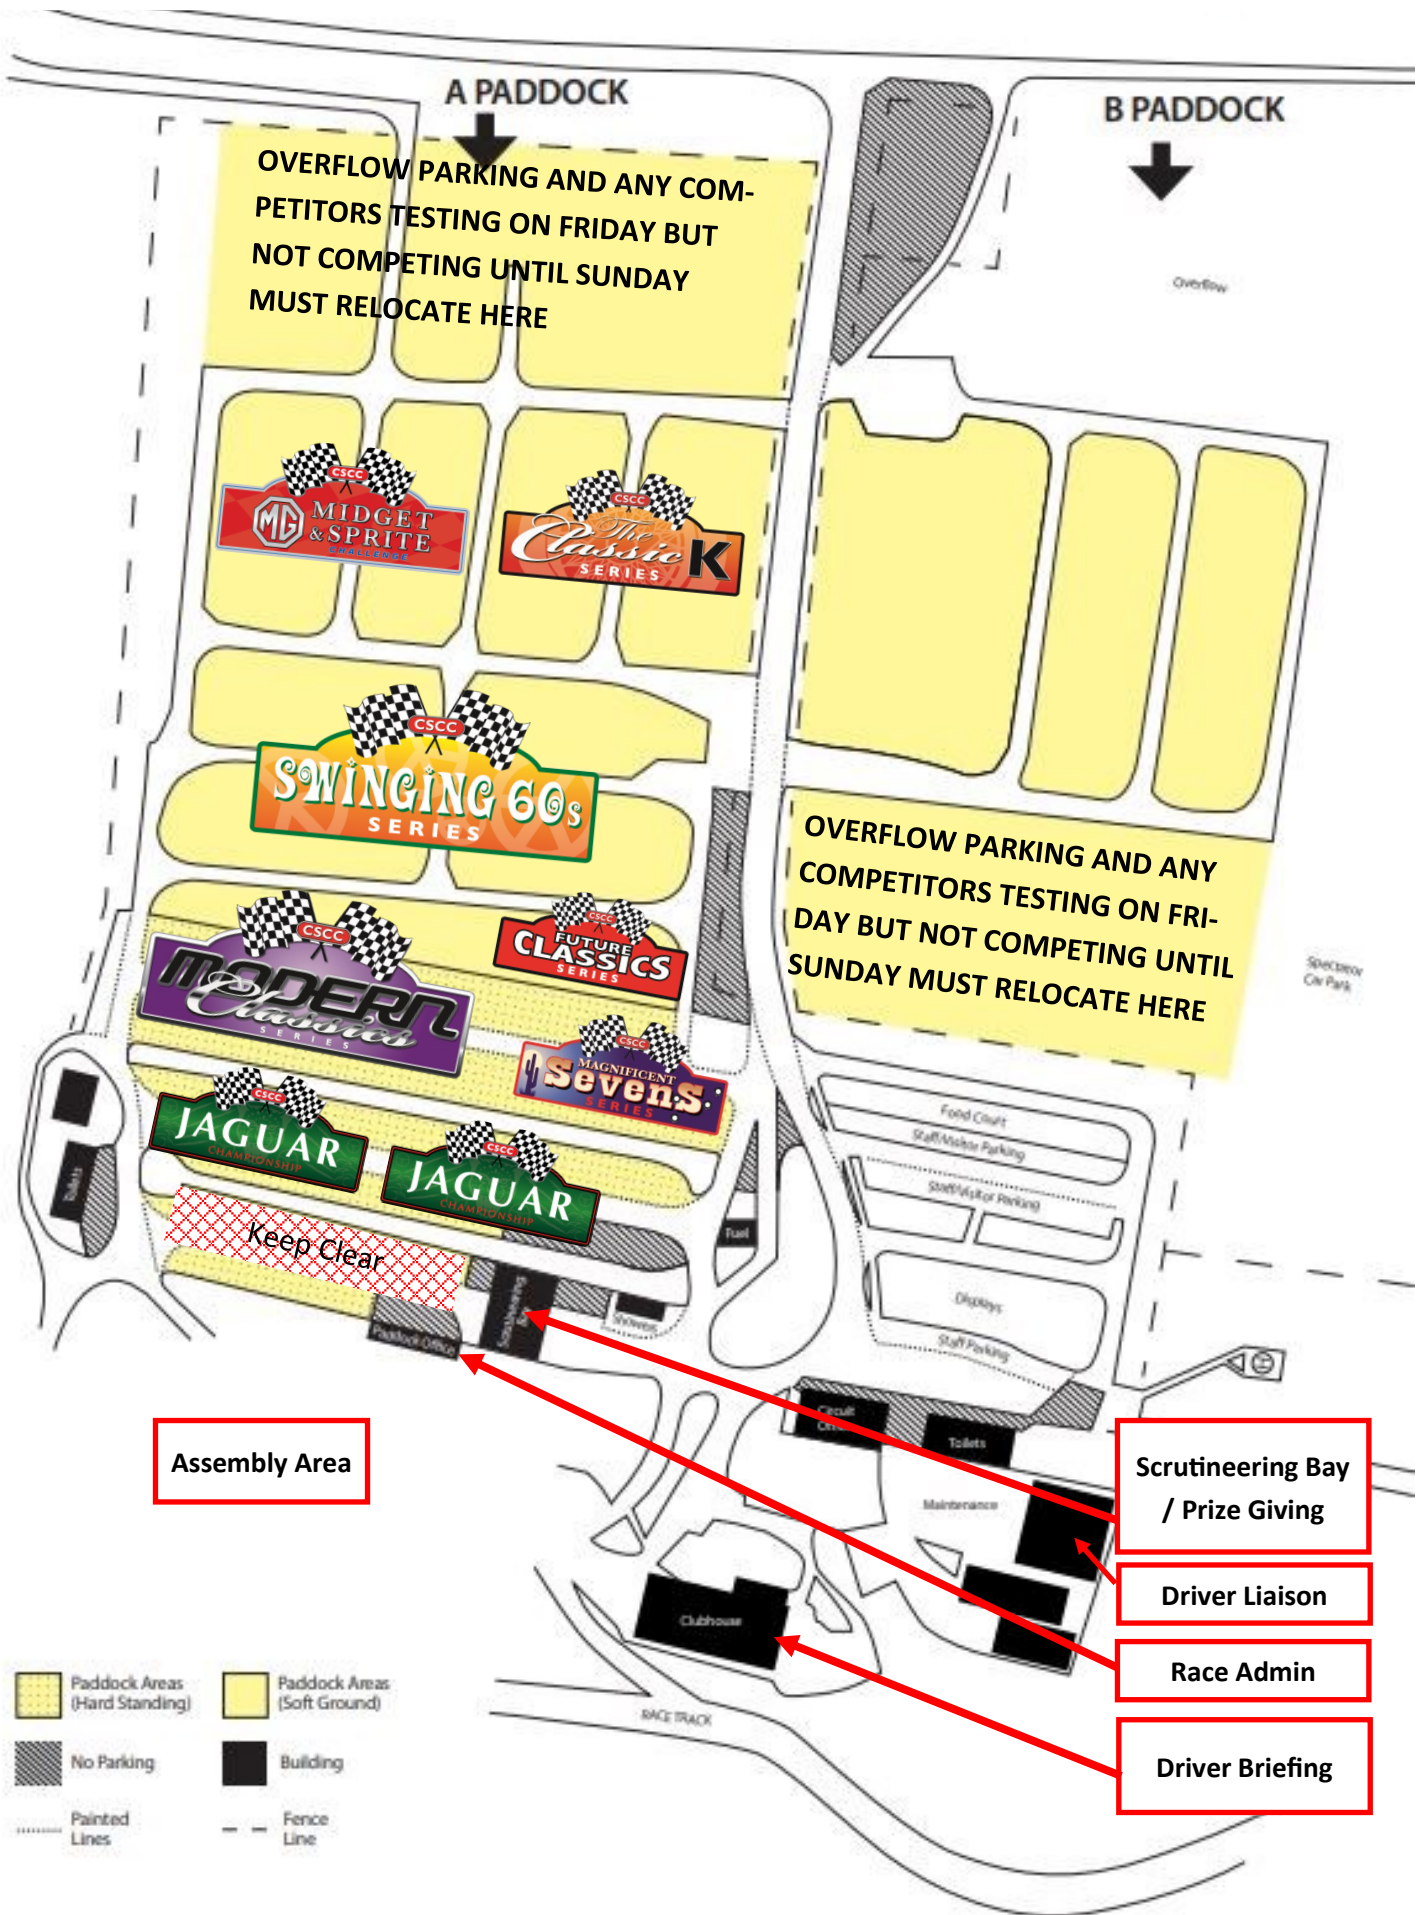 A PADDOCK
B PADDOCK
OVERFLOW PARKING AND ANY COM-
PETITORS TESTING ON FRIDAY BUT
NOT COMPETING UNTIL SUNDAY
MUST RELOCATE HERE
Overflow
CSCC
MG MIDGET
& SPRITE
CHALLENGE
CSCC
The
Classic K
SERIES
CSCC
SWiNGiNG 60s
SERIES
OVERFLOW PARKING AND ANY
COMPETITORS TESTING ON FRI-
DAY BUT NOT COMPETING UNTIL
SUNDAY MUST RELOCATE HERE
Spectator
Car Park
CSCC
MODERN
Classics
SERIES
CSCC
FUTURE
CLASSICS
SERIES
CSCC
MAGNIFICENT
SevenS
SERIES
CSCC
JAGUAR
CHAMPIONSHIP
CSCC
JAGUAR
CHAMPIONSHIP
Toilets
Food Court
Staff/Visitor Parking
Staff/Visitor Parking
Fuel
Keep Clear
Displays
Scrutineering
Bay
Showers
Paddock Office
Staff Parking
H
Circuit
Office
Toilets
Assembly Area
Scrutineering Bay
/ Prize Giving
Maintenance
Driver Liaison
Clubhouse
Race Admin
RACE TRACK
Driver Briefing
Paddock Areas
(Hard Standing)
Paddock Areas
(Soft Ground)
No Parking
Building
Painted
Lines
Fence
Line